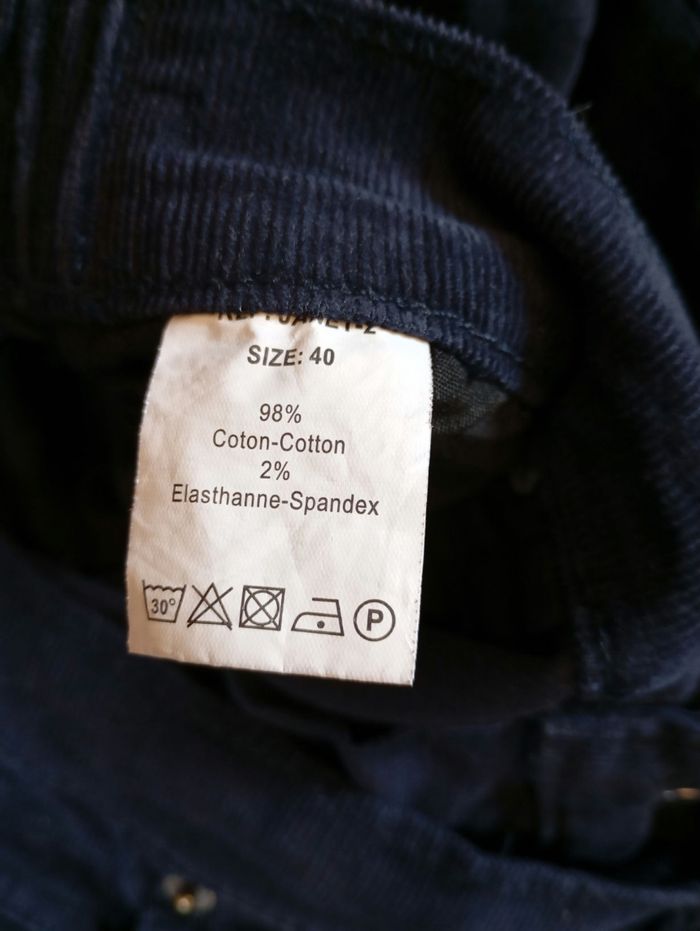 SIZE: 40
98%
Coton-Cotton
2%
Elasthanne-Spandex
30°
P